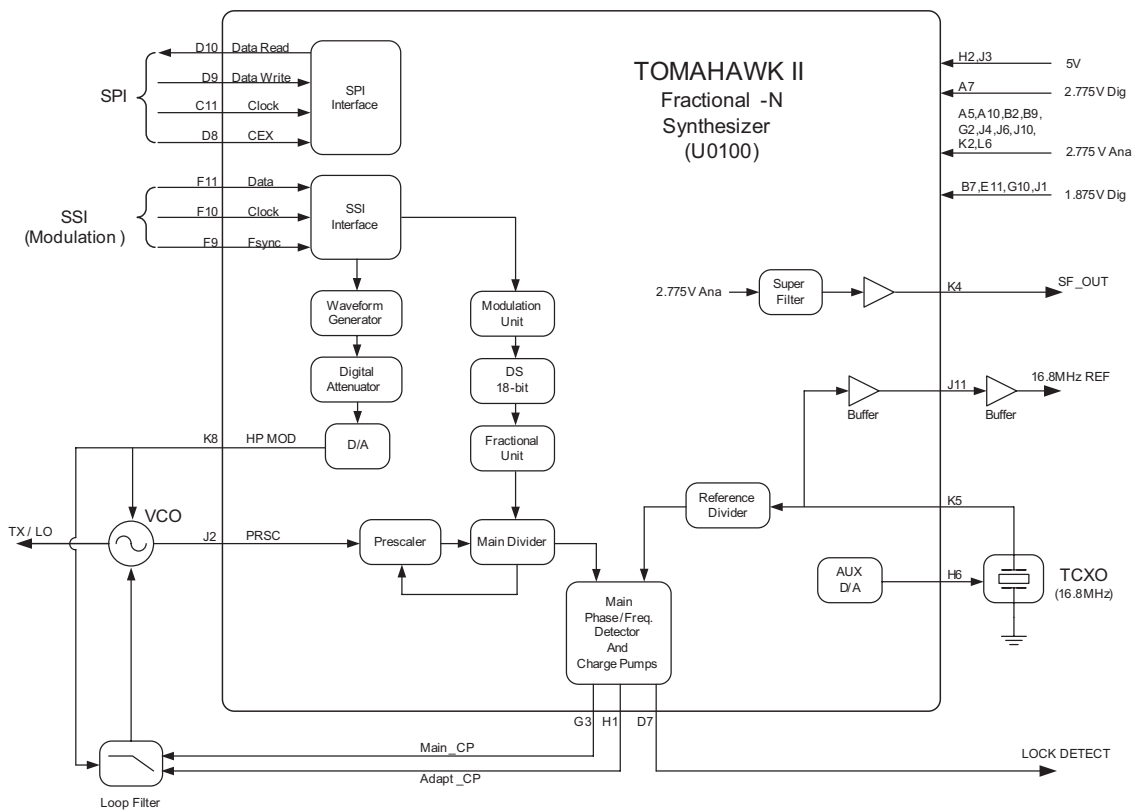 TOMAHAWK II
Fractional -N
Synthesizer
(U0100)
SPI
D10 Data Read
D9 Data Write
C11 Clock
D8 CEX
SPI
Interface
SSI
(Modulation )
F11 Data
F10 Clock
F9 Fsync
SSI
Interface
H2,J3
5V
A7
2.775V Dig
A5,A10,B2,B9,
G2,J4,J6,J10,
K2,L6
2.775 V Ana
B7,E11,G10,J1
1.875V Dig
Waveform
Generator
Modulation
Unit
2.775V Ana
Super
Filter
K4
SF_OUT
Digital
Attenuator
DS
18-bit
Buffer
J11
Buffer
16.8MHz REF
K8 HP MOD
D/A
Fractional
Unit
Reference
Divider
K5
TX / LO
VCO
J2 PRSC
Prescaler
Main Divider
AUX
D/A
H6
TCXO
(16.8MHz)
Main
Phase/Freq.
Detector
And
Charge Pumps
G3 H1 D7
Main_CP
Adapt_CP
LOCK DETECT
Loop Filter